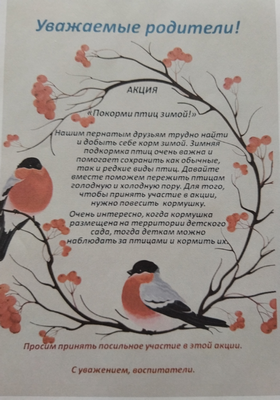 Уважаемые родители!
АКЦИЯ
«Покорми птиц зимой!»
Нашим пернатым друзьям трудно найти
и добыть себе корм зимой. Зимняя
подкормка птиц очень важна и
помогает сохранить как обычные,
так и редкие виды птиц. Давайте
вместе поможем пережить птицам
голодную и холодную пору. Для того,
чтобы принять участие в акции,
нужно повесить кормушку.
Очень интересно, когда кормушка
размещена на территории детского
сада, тогда деткам можно
наблюдать за птицами и кормить их.
Просим принять посильное участие в этой акции.
С уважением, воспитатели.